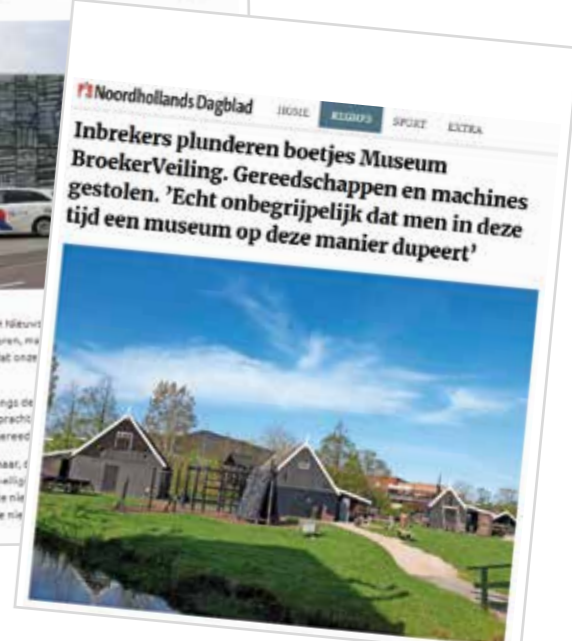 Noordhollands Dagblad
HOME REGIO'S SPORT EXTRA
Inbrekers plunderen boetjes Museum
BroekerVeiling. Gereedschappen en machines
gestolen. 'Echt onbegrijpelijk dat men in deze
tijd een museum op deze manier dupeert'